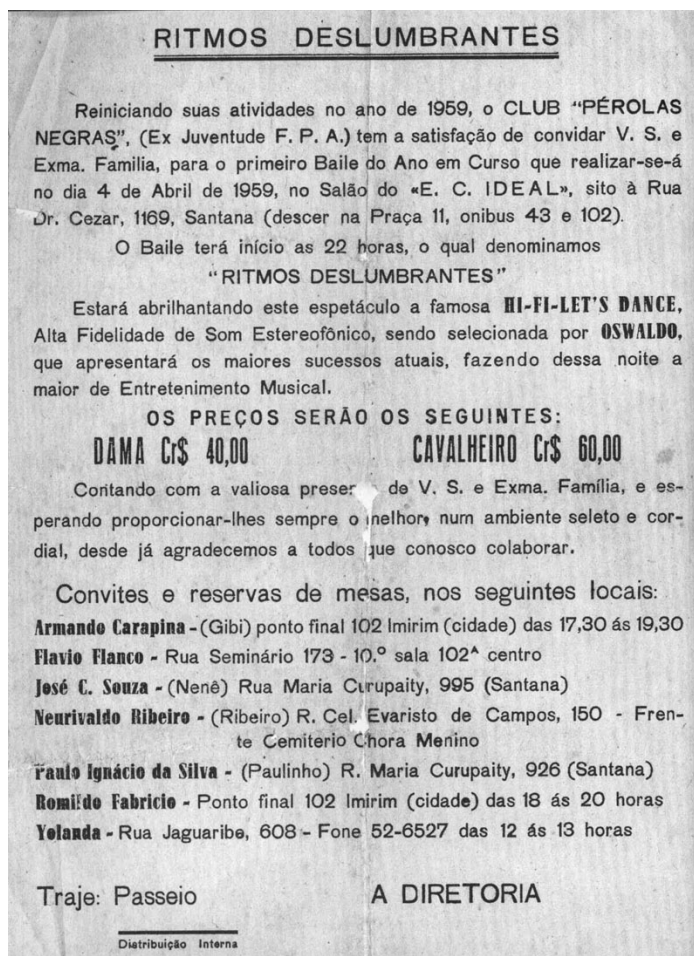 RITMOS DESLUMBRANTES
Reiniciando suas atividades no ano de 1959, o CLUB "PÉROLAS
NEGRAS", (Ex Juventude F. P. A.) tem a satisfação de convidar V. S. e
Exma. Familia, para o primeiro Baile do Ano em Curso que realizar-se-á
no dia 4 de Abril de 1959, no Salão do «E. C. IDEAL», sito à Rua
Dr. Cezar, 1169, Santana (descer na Praça 11, onibus 43 e 102).
O Baile terá início as 22 horas, o qual denominamos
"RITMOS DESLUMBRANTES"
Estará abrilhantando este espetáculo a famosa HI-FI-LET'S DANCE,
Alta Fidelidade de Som Estereofônico, sendo selecionada por OSWALDO,
que apresentará os maiores sucessos atuais, fazendo dessa noite a
maior de Entretenimento Musical.
OS PREÇOS SERÃO OS SEGUINTES:
DAMA Cr$ 40,00 CAVALHEIRO Cr$ 60,00
Contando com a valiosa de V. S. e Exma. Família, e es-
perando proporcionar-lhes sempre o melhor, num ambiente seleto e cor-
dial, desde já agradecemos a todos que conosco colaborar.
Convites e reservas de mesas, nos seguintes locais:
Armando Carapina - (Gibi) ponto final 102 Imirim (cidade) das 17,30 ás 19,30
Flavio Flanco - Rua Seminário 173 - 10.º sala 102ᴬ centro
José C. Souza - (Nenê) Rua Maria Curupaity, 995 (Santana)
Neurivaldo Ribeiro - (Ribeiro) R. Cel. Evaristo de Campos, 150 - Fren-
te Cemiterio Chora Menino
Paulo Ignácio da Silva - (Paulinho) R. Maria Curupaity, 926 (Santana)
Romildo Fabricio - Ponto final 102 Imirim (cidade) das 18 ás 20 horas
Yolanda - Rua Jaguaribe, 608 - Fone 52-6527 das 12 ás 13 horas
Traje: Passeio A DIRETORIA
Distribuição Interna